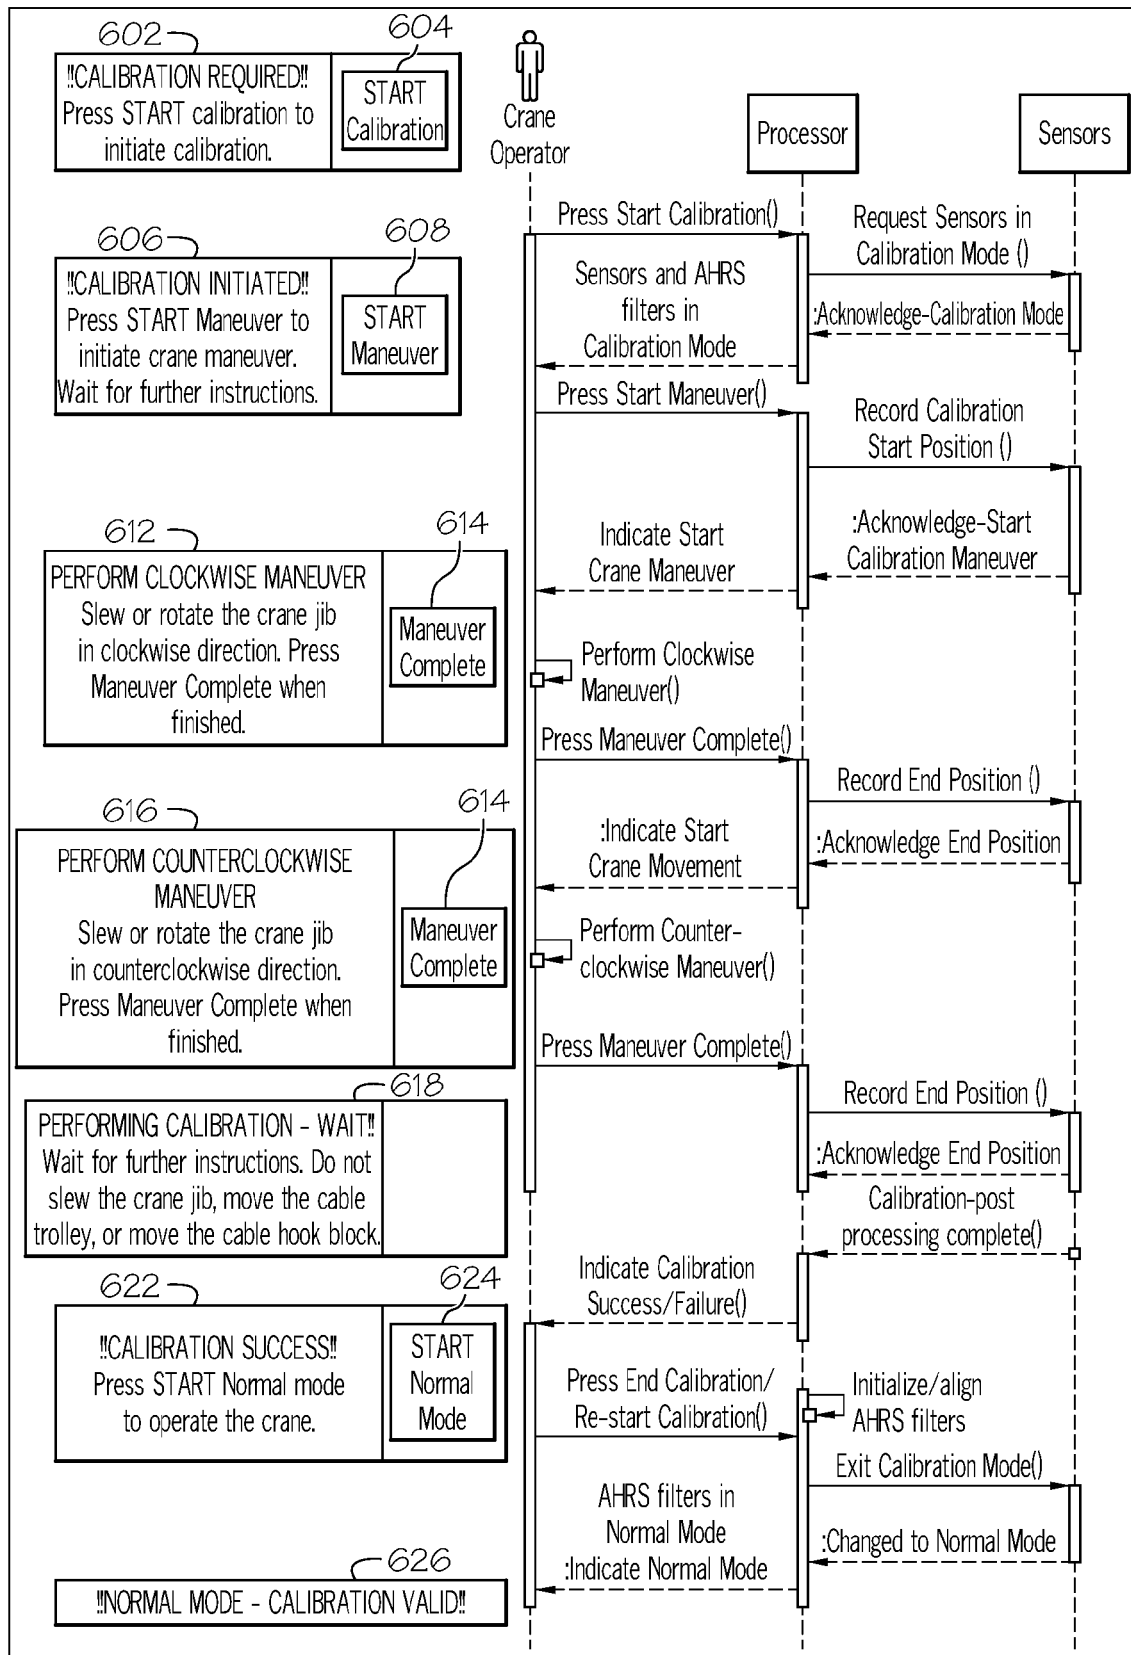 602
!!CALIBRATION REQUIRED!!
Press START calibration to
initiate calibration.
604
START
Calibration
Crane
Operator
Processor
Sensors
Press Start Calibration()
Request Sensors in
Calibration Mode ()
606
!!CALIBRATION INITIATED!!
Press START Maneuver to
initiate crane maneuver.
Wait for further instructions.
608
START
Maneuver
Sensors and AHRS
filters in
Calibration Mode
:Acknowledge-Calibration Mode
Press Start Maneuver()
Record Calibration
Start Position ()
612
PERFORM CLOCKWISE MANEUVER
Slew or rotate the crane jib
in clockwise direction. Press
Maneuver Complete when
finished.
614
Maneuver
Complete
Indicate Start
Crane Maneuver
:Acknowledge-Start
Calibration Maneuver
Perform Clockwise
Maneuver()
Press Maneuver Complete()
Record End Position ()
616
PERFORM COUNTERCLOCKWISE
MANEUVER
Slew or rotate the crane jib
in counterclockwise direction.
Press Maneuver Complete when
finished.
614
Maneuver
Complete
:Indicate Start
Crane Movement
:Acknowledge End Position
Perform Counter-
clockwise Maneuver()
Press Maneuver Complete()
Record End Position ()
618
PERFORMING CALIBRATION - WAIT!!
Wait for further instructions. Do not
slew the crane jib, move the cable
trolley, or move the cable hook block.
:Acknowledge End Position
Calibration-post
processing complete()
622
!!CALIBRATION SUCCESS!!
Press START Normal mode
to operate the crane.
624
START
Normal
Mode
Indicate Calibration
Success/Failure()
Press End Calibration/
Re-start Calibration()
Initialize/align
AHRS filters
Exit Calibration Mode()
AHRS filters in
Normal Mode
:Indicate Normal Mode
:Changed to Normal Mode
626
!!NORMAL MODE - CALIBRATION VALID!!